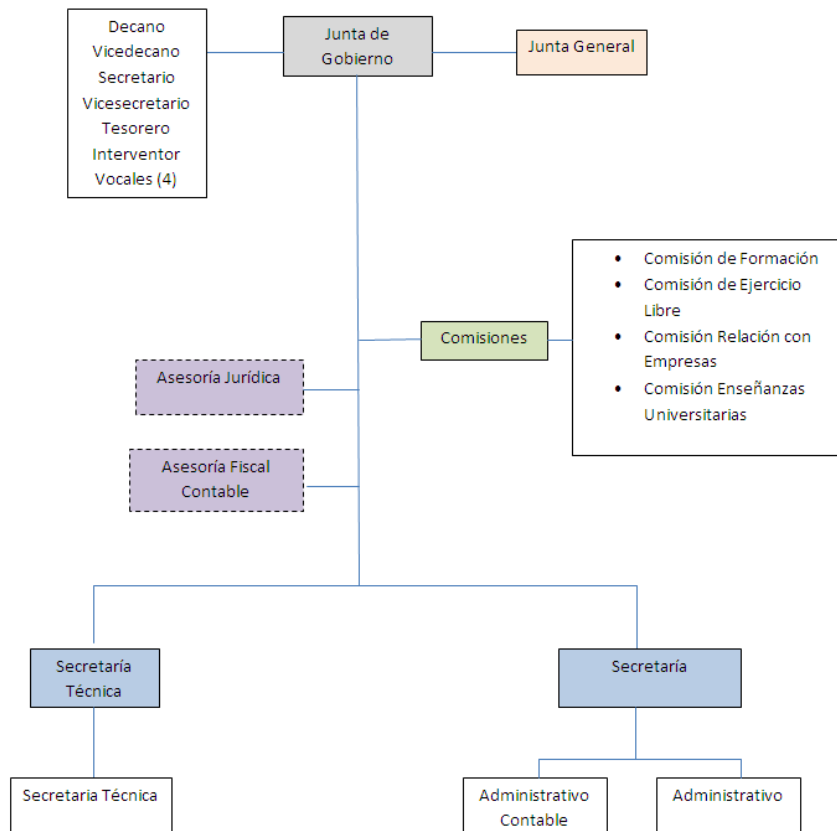 Decano
Vicedecano
Secretario
Vicesecretario
Tesorero
Interventor
Vocales (4)
Junta de
Gobierno
Junta General
• Comisión de Formación
• Comisión de Ejercicio
Libre
• Comisión Relación con
Empresas
• Comisión Enseñanzas
Universitarias
Comisiones
Asesoría Jurídica
Asesoría Fiscal
Contable
Secretaría
Técnica
Secretaría
Secretaria Técnica
Administrativo
Contable
Administrativo